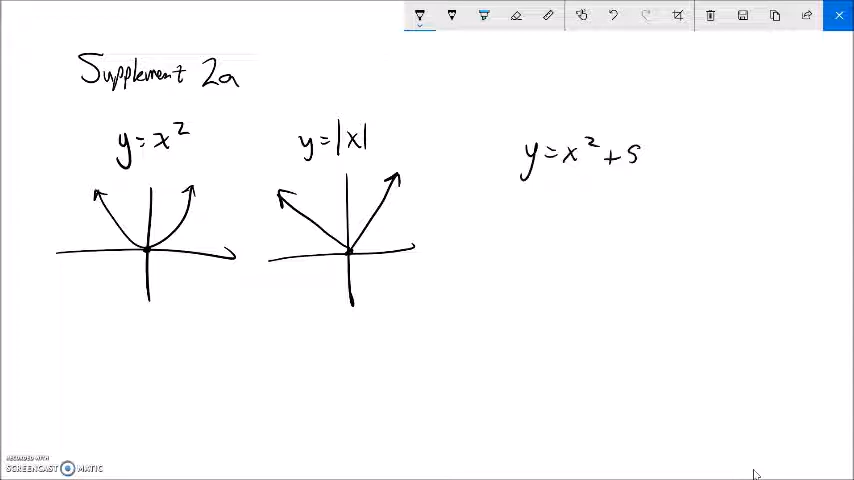 Supplement 2a
y = x² y = |x|
y = x² + 5
RECORDED WITH
SCREENCAST MATIC